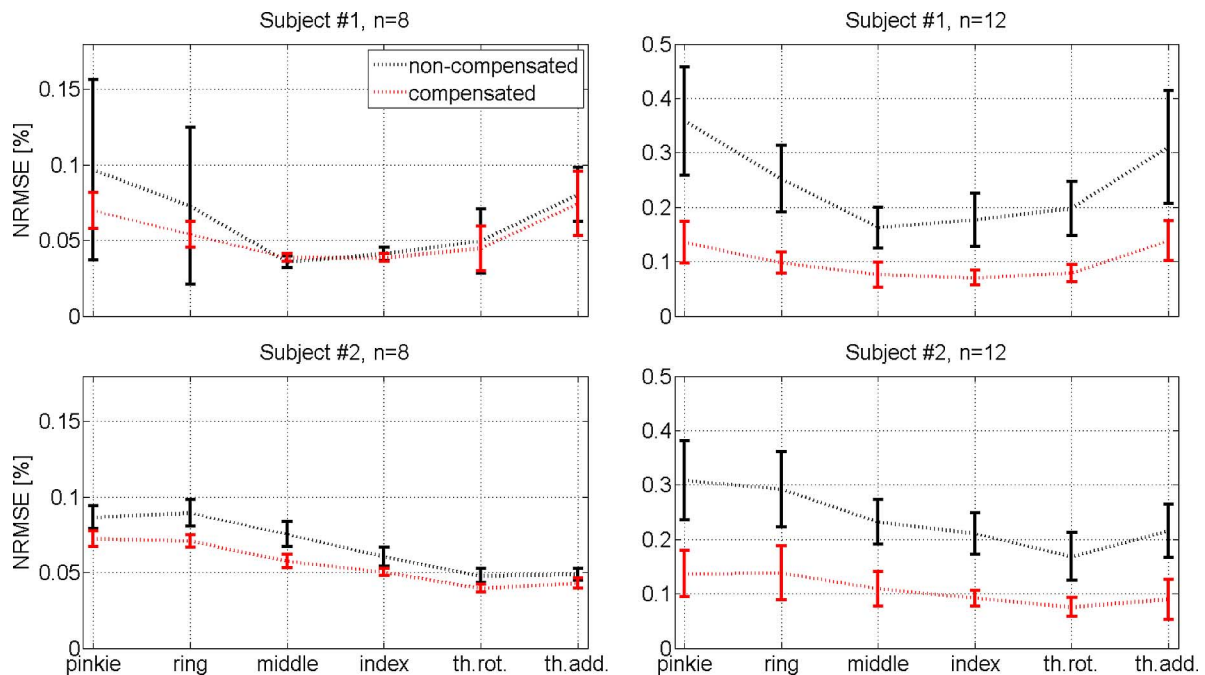 Subject #1, n=8
NRMSE [%]
0.15
0.1
0.05
0
non-compensated
compensated
Subject #1, n=12
0.5
0.4
0.3
0.2
0.1
0
Subject #2, n=8
NRMSE [%]
0.15
0.1
0.05
0
pinkie ring middle index th.rot. th.add.
Subject #2, n=12
0.5
0.4
0.3
0.2
0.1
0
pinkie ring middle index th.rot. th.add.